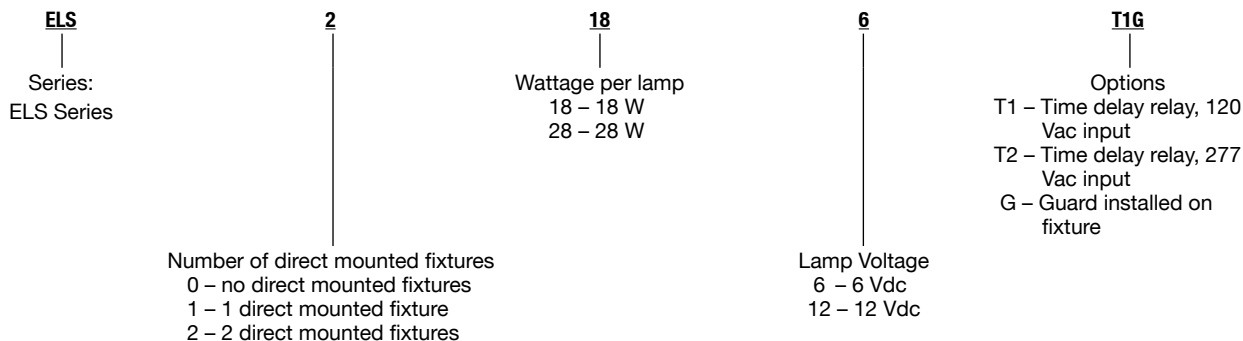 ELS 2 18 6 T1G
Series:
ELS Series
Number of direct mounted fixtures
0 – no direct mounted fixtures
1 – 1 direct mounted fixture
2 – 2 direct mounted fixtures
Wattage per lamp
18 – 18 W
28 – 28 W
Lamp Voltage
6 – 6 Vdc
12 – 12 Vdc
Options
T1 – Time delay relay, 120
Vac input
T2 – Time delay relay, 277
Vac input
G – Guard installed on
fixture